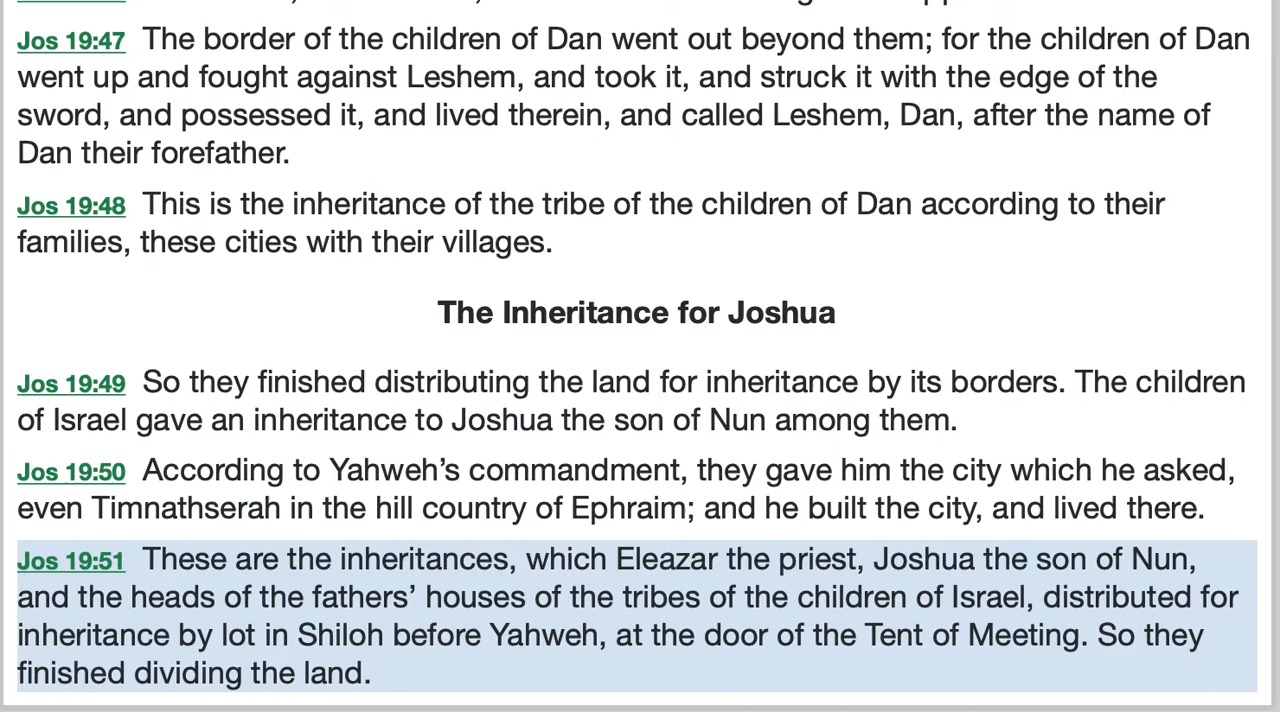 Jos 19:47 The border of the children of Dan went out beyond them; for the children of Dan
went up and fought against Leshem, and took it, and struck it with the edge of the
sword, and possessed it, and lived therein, and called Leshem, Dan, after the name of
Dan their forefather.
Jos 19:48 This is the inheritance of the tribe of the children of Dan according to their
families, these cities with their villages.
The Inheritance for Joshua
Jos 19:49 So they finished distributing the land for inheritance by its borders. The children
of Israel gave an inheritance to Joshua the son of Nun among them.
Jos 19:50 According to Yahweh’s commandment, they gave him the city which he asked,
even Timnathserah in the hill country of Ephraim; and he built the city, and lived there.
Jos 19:51 These are the inheritances, which Eleazar the priest, Joshua the son of Nun,
and the heads of the fathers’ houses of the tribes of the children of Israel, distributed for
inheritance by lot in Shiloh before Yahweh, at the door of the Tent of Meeting. So they
finished dividing the land.